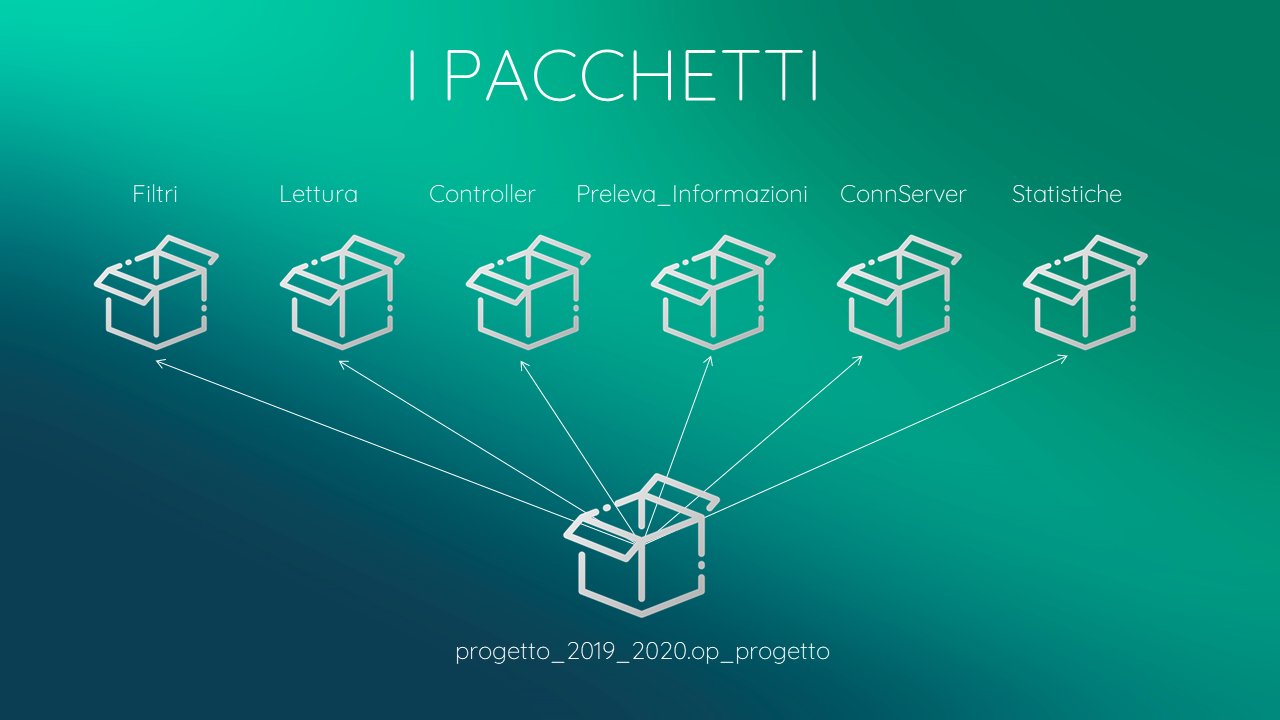 I PACCHETTI
Filtri Lettura Controller Preleva_Informazioni ConnServer Statistiche
progetto_2019_2020.op_progetto